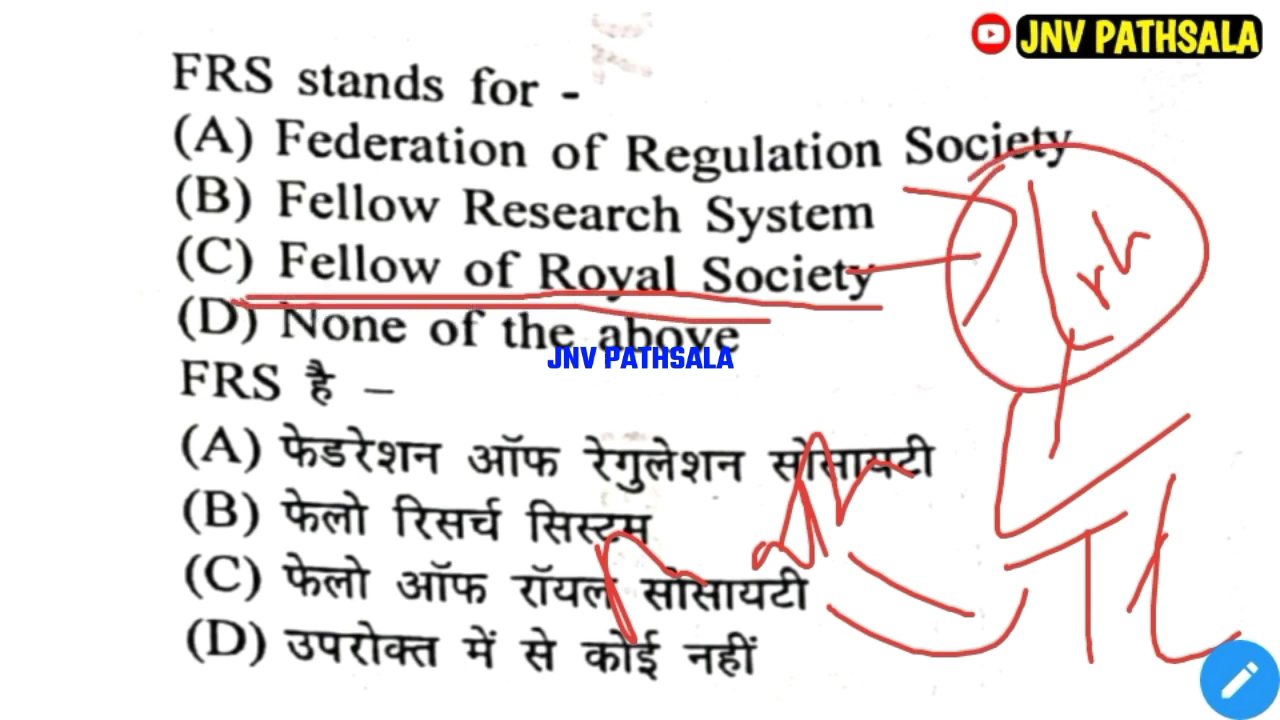 JNV PATHSALA
FRS stands for -
(A) Federation of Regulation Society
(B) Fellow Research System
(C) Fellow of Royal Society
(D) None of the above
JNV PATHSALA
FRS है –
(A) फेडरेशन ऑफ रेगुलेशन सोसायटी
(B) फेलो रिसर्च सिस्टम
(C) फेलो ऑफ रॉयल सोसायटी
(D) उपरोक्त में से कोई नहीं